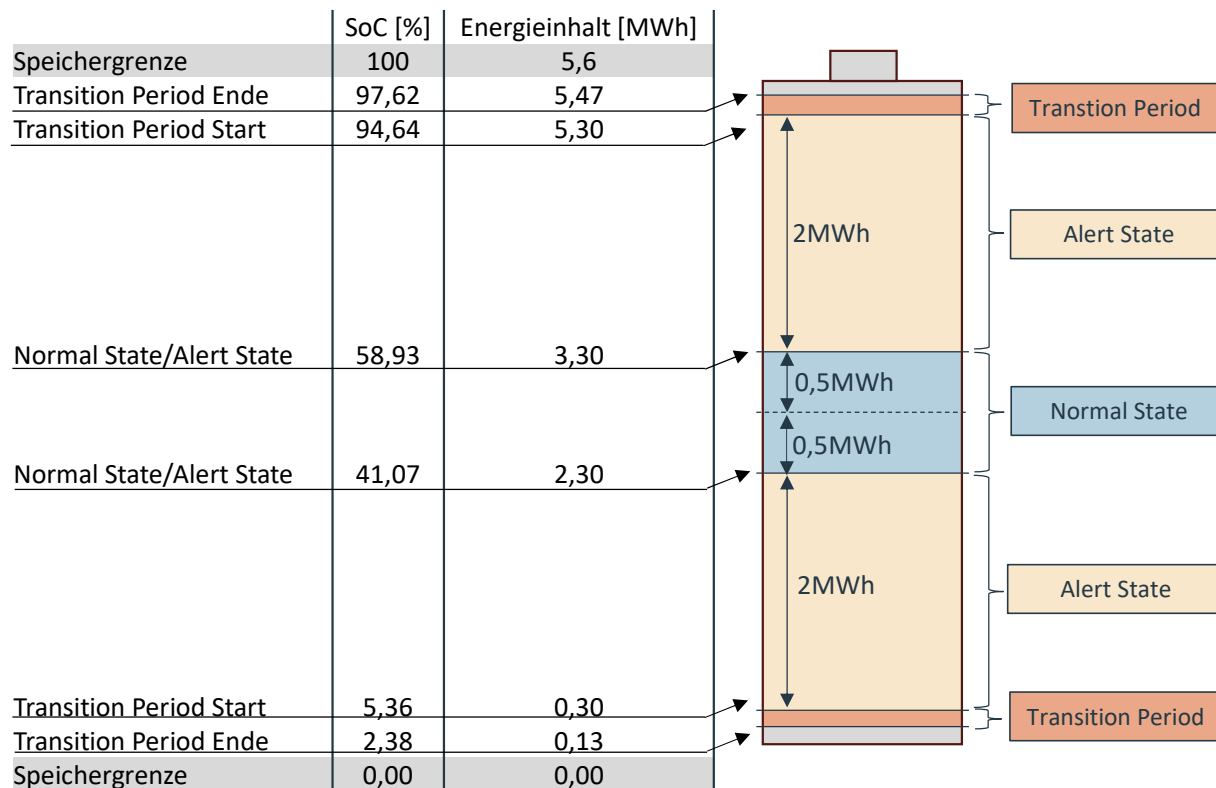 SoC [%] Energieinhalt [MWh]
Speichergrenze 100 5,6
Transition Period Ende 97,62 5,47
Transtion Period
Transition Period Start 94,64 5,30
2MWh
Alert State
Normal State/Alert State 58,93 3,30
0,5MWh
Normal State
0,5MWh
Normal State/Alert State 41,07 2,30
2MWh
Alert State
Transition Period Start 5,36 0,30
Transition Period
Transition Period Ende 2,38 0,13
Speichergrenze 0,00 0,00